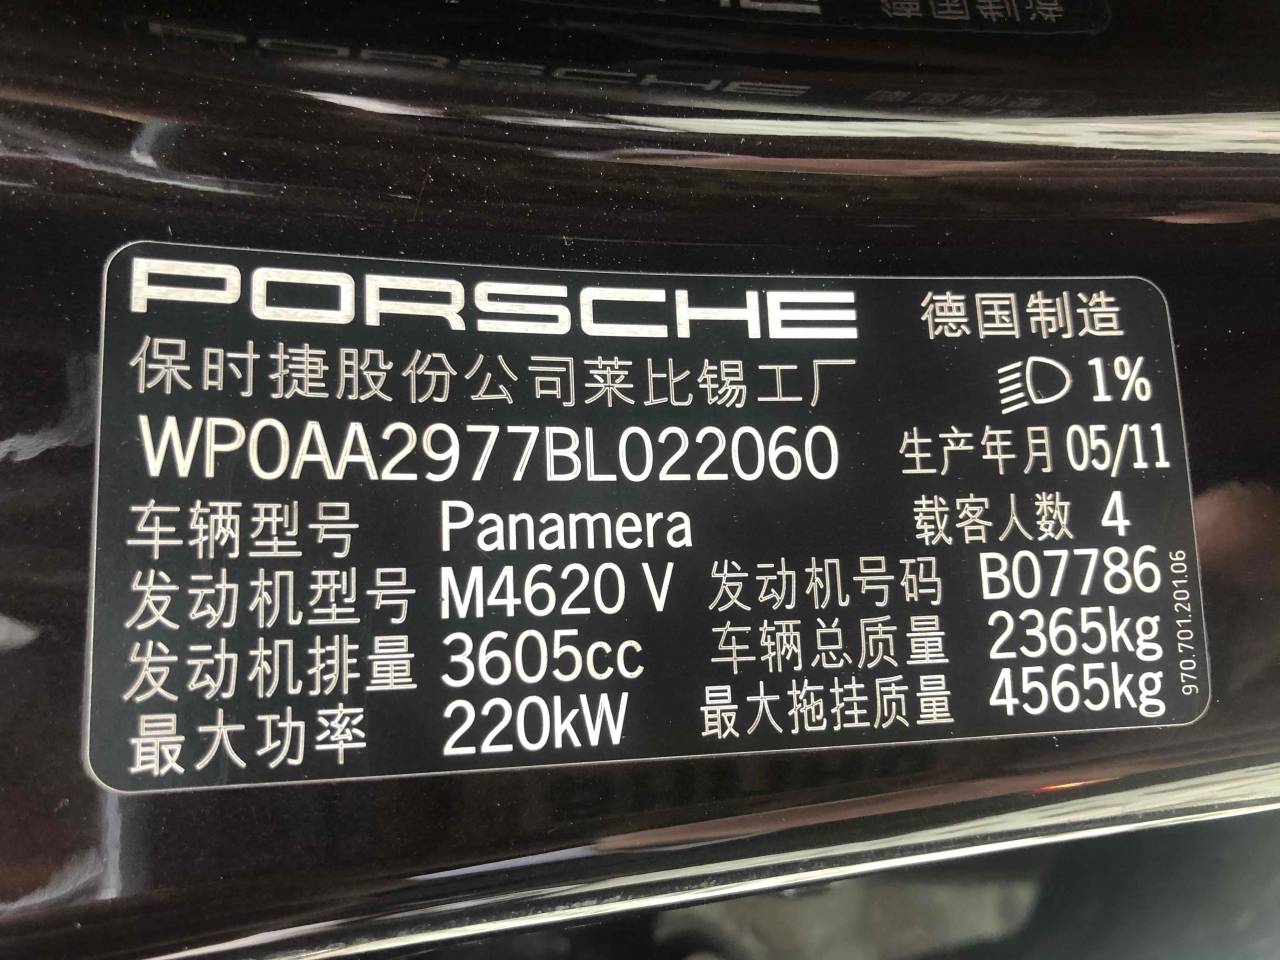 PORSCHE 德国制造
保时捷股份公司莱比锡工厂 1%
WP0AA2977BL022060 生产年月 05/11
车辆型号 Panamera 载客人数 4
发动机型号 M4620 V 发动机号码 B07786
发动机排量 3605cc 车辆总质量 2365kg
最大功率 220kW 最大拖挂质量 4565kg
970.701.201.06